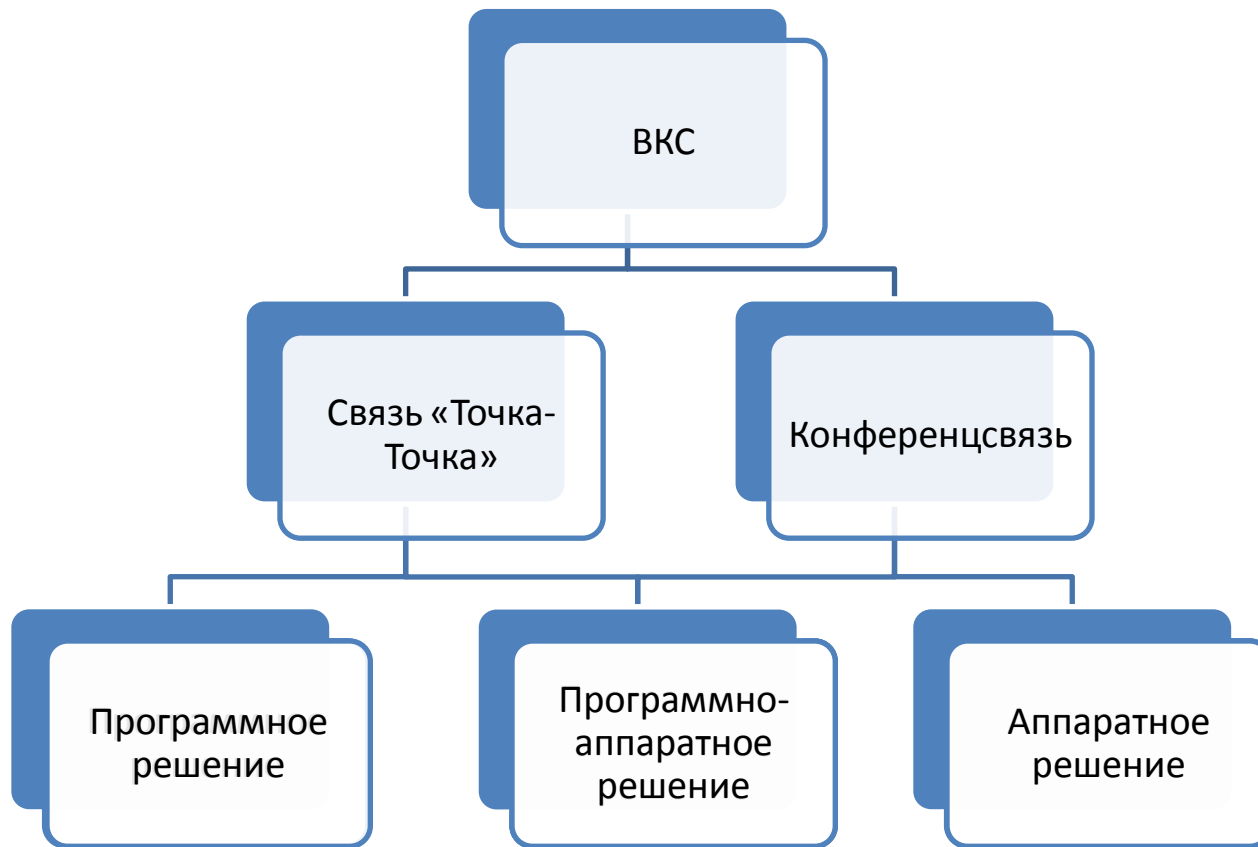 ВКС
Связь «Точка-
Точка»
Конференцсвязь
Программное
решение
Программно-
аппаратное
решение
Аппаратное
решение